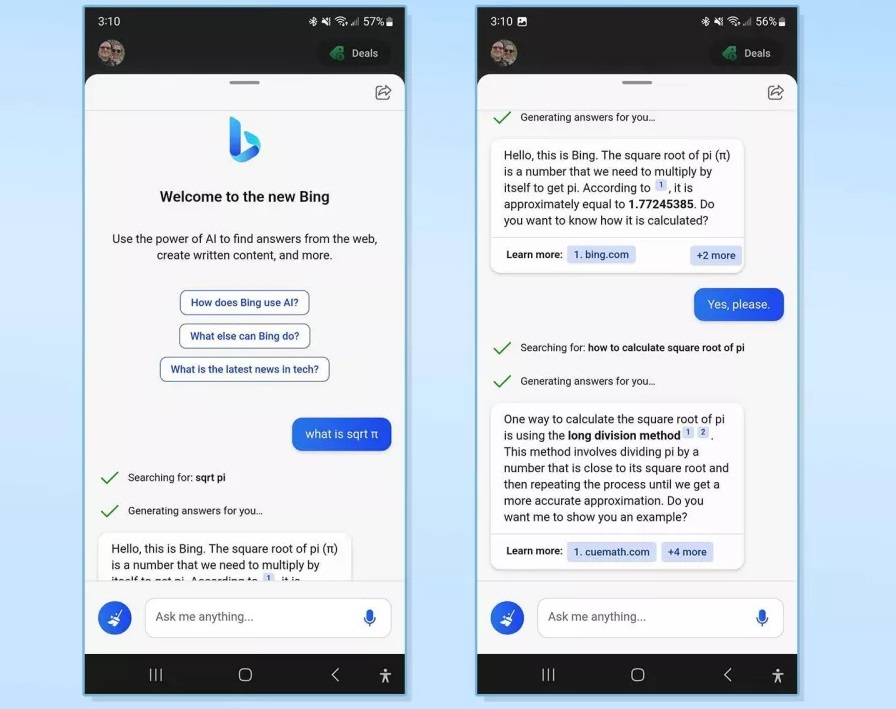 3:10
57%
Deals
Welcome to the new Bing
Use the power of AI to find answers from the web,
create written content, and more.
How does Bing use AI?
What else can Bing do?
What is the latest news in tech?
what is sqrt π
Searching for: sqrt pi
Generating answers for you...
Hello, this is Bing. The square root of pi (π)
is a number that we need to multiply by
itself to get pi. According to 1, it is
Ask me anything...
3:10
56%
Deals
Generating answers for you...
Hello, this is Bing. The square root of pi (π)
is a number that we need to multiply by
itself to get pi. According to 1, it is
approximately equal to 1.77245385. Do
you want to know how it is calculated?
Learn more: 1. bing.com +2 more
Yes, please.
Searching for: how to calculate square root of pi
Generating answers for you...
One way to calculate the square root of pi
is using the long division method 1 2.
This method involves dividing pi by a
number that is close to its square root and
then repeating the process until we get a
more accurate approximation. Do you
want me to show you an example?
Learn more: 1. cuemath.com +4 more
Ask me anything...